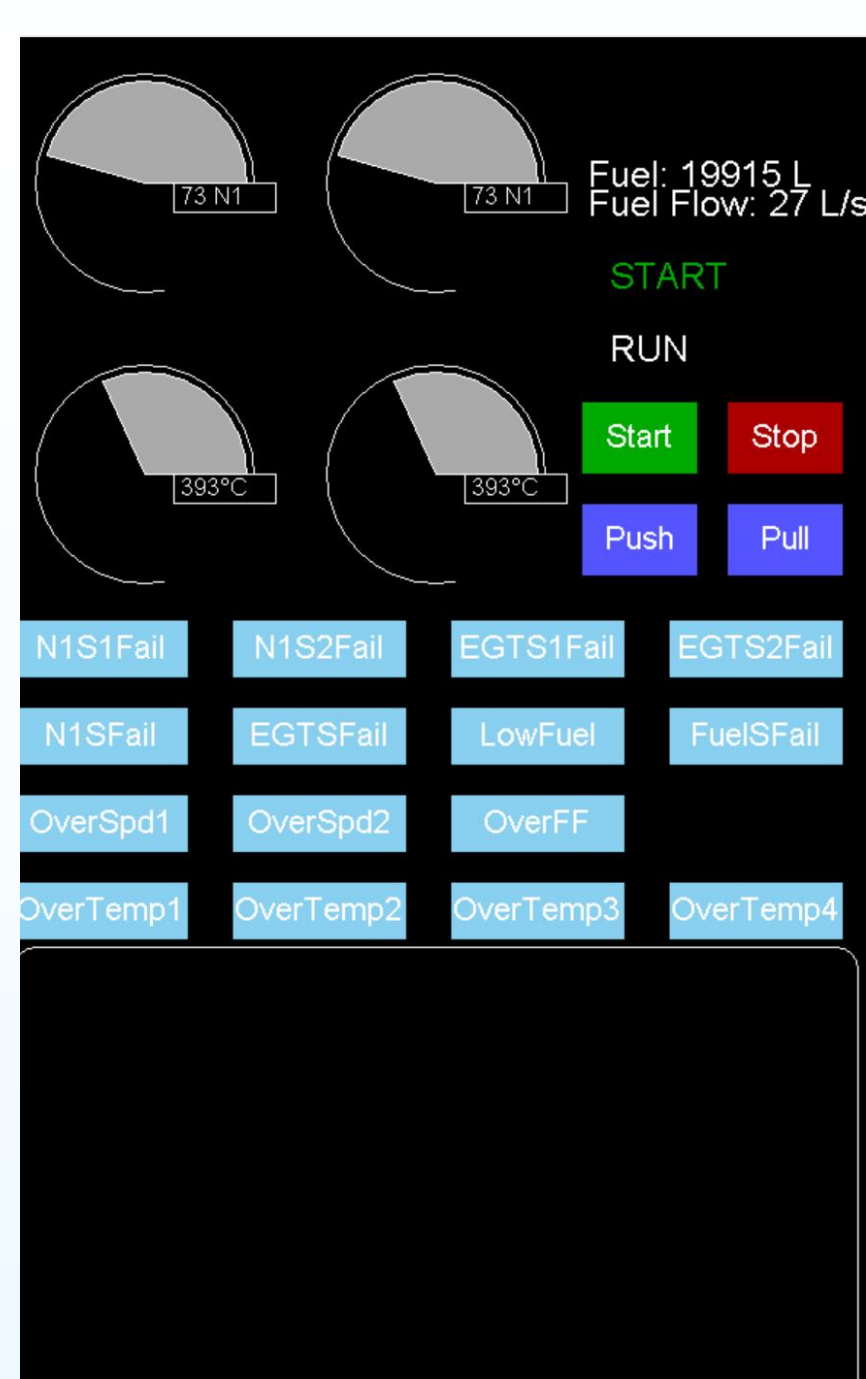 73 N1
73 N1
Fuel: 19915 L
Fuel Flow: 27 L/s
START
RUN
393°C
393°C
Start
Stop
Push
Pull
N1S1Fail
N1S2Fail
EGTS1Fail
EGTS2Fail
N1SFail
EGTSFail
LowFuel
FuelSFail
OverSpd1
OverSpd2
OverFF
OverTemp1
OverTemp2
OverTemp3
OverTemp4